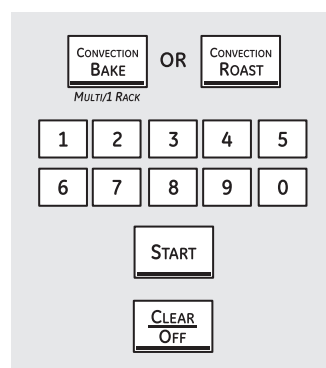 CONVECTION CONVECTION
BAKE OR ROAST
MULTI/1 RACK
1 2 3 4 5
6 7 8 9 0
START
CLEAR
OFF